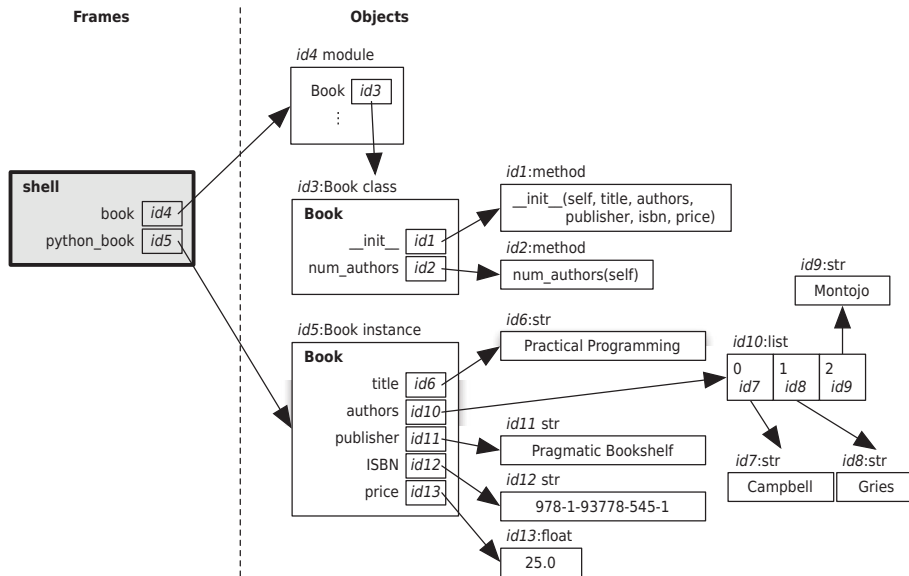 Frames
Objects
id4 module
Book id3
⋮
shell
book id4
python_book id5
id3:Book class
Book
__init__ id1
num_authors id2
id1:method
__init__(self, title, authors,
publisher, isbn, price)
id2:method
num_authors(self)
id5:Book instance
Book
title id6
authors id10
publisher id11
ISBN id12
price id13
id6:str
Practical Programming
id9:str
Montojo
id10:list
0 1 2
id7 id8 id9
id11 str
Pragmatic Bookshelf
id7:str
Campbell
id8:str
Gries
id12 str
978-1-93778-545-1
id13:float
25.0